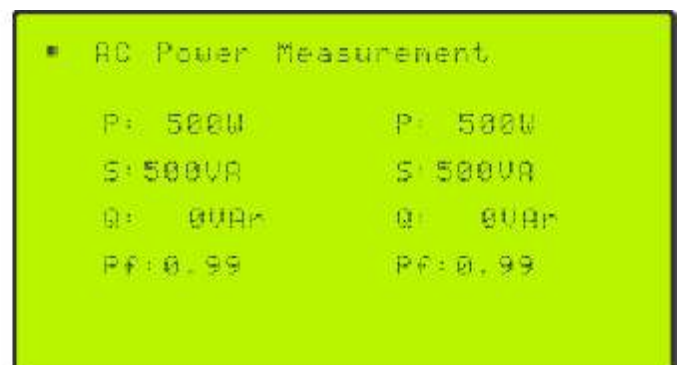 AC Power Measurement
P: 500W P: 500W
S:500VA S:500VA
Q: 0VAr Q: 0VAr
Pf:0.99 Pf:0.99